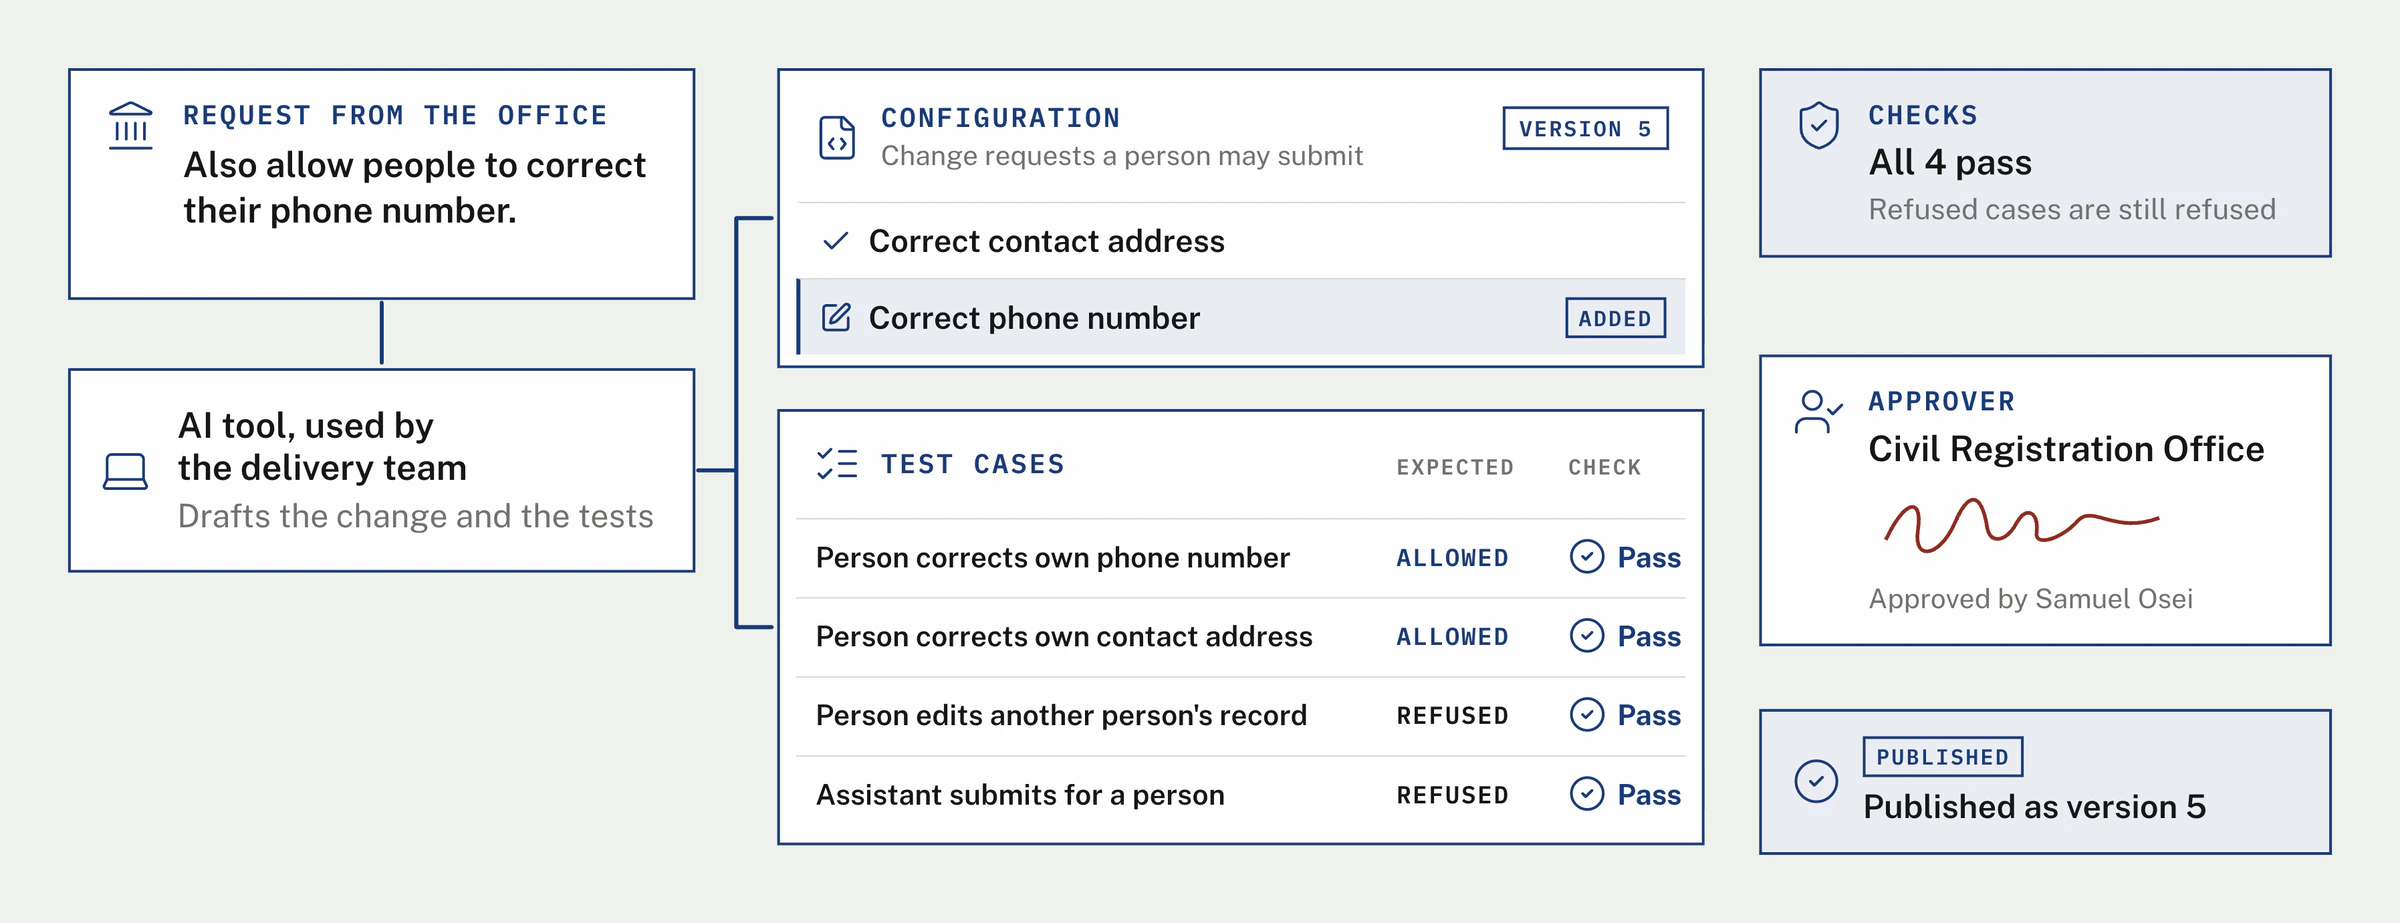 REQUEST FROM THE OFFICE
Also allow people to correct
their phone number.
AI tool, used by
the delivery team
Drafts the change and the tests
CONFIGURATION
Change requests a person may submit
VERSION 5
Correct contact address
Correct phone number
ADDED
TEST CASES
EXPECTED
CHECK
Person corrects own phone number
ALLOWED
Pass
Person corrects own contact address
ALLOWED
Pass
Person edits another person's record
REFUSED
Pass
Assistant submits for a person
REFUSED
Pass
CHECKS
All 4 pass
Refused cases are still refused
APPROVER
Civil Registration Office
Approved by Samuel Osei
PUBLISHED
Published as version 5